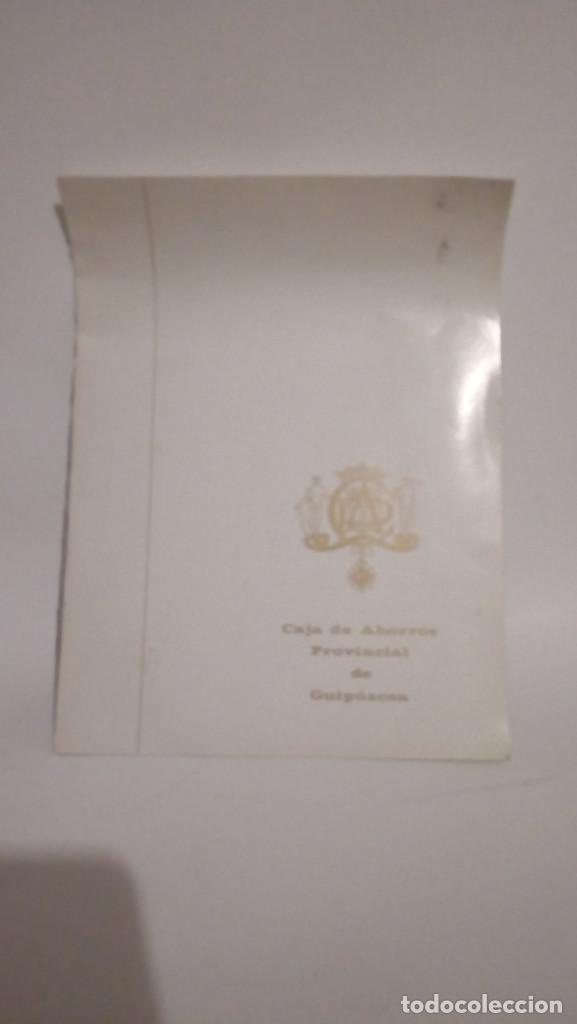 Caja de Ahorros
Provincial
de
Guipúzcoa
todocoleccion